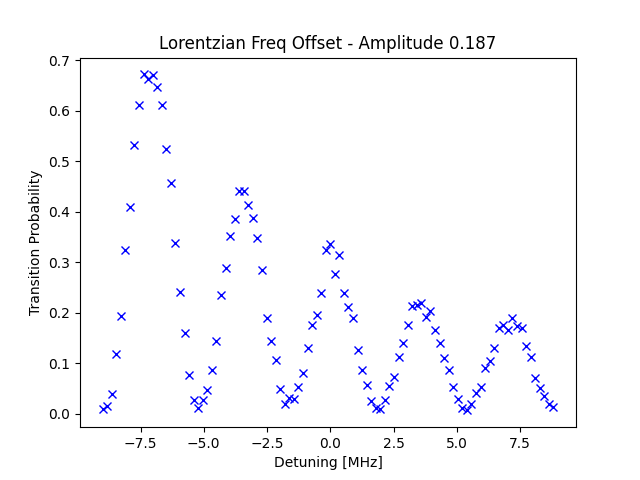 Lorentzian Freq Offset - Amplitude 0.187
Transition Probability
0.7
0.6
0.5
0.4
0.3
0.2
0.1
0.0
−7.5 −5.0 −2.5 0.0 2.5 5.0 7.5
Detuning [MHz]